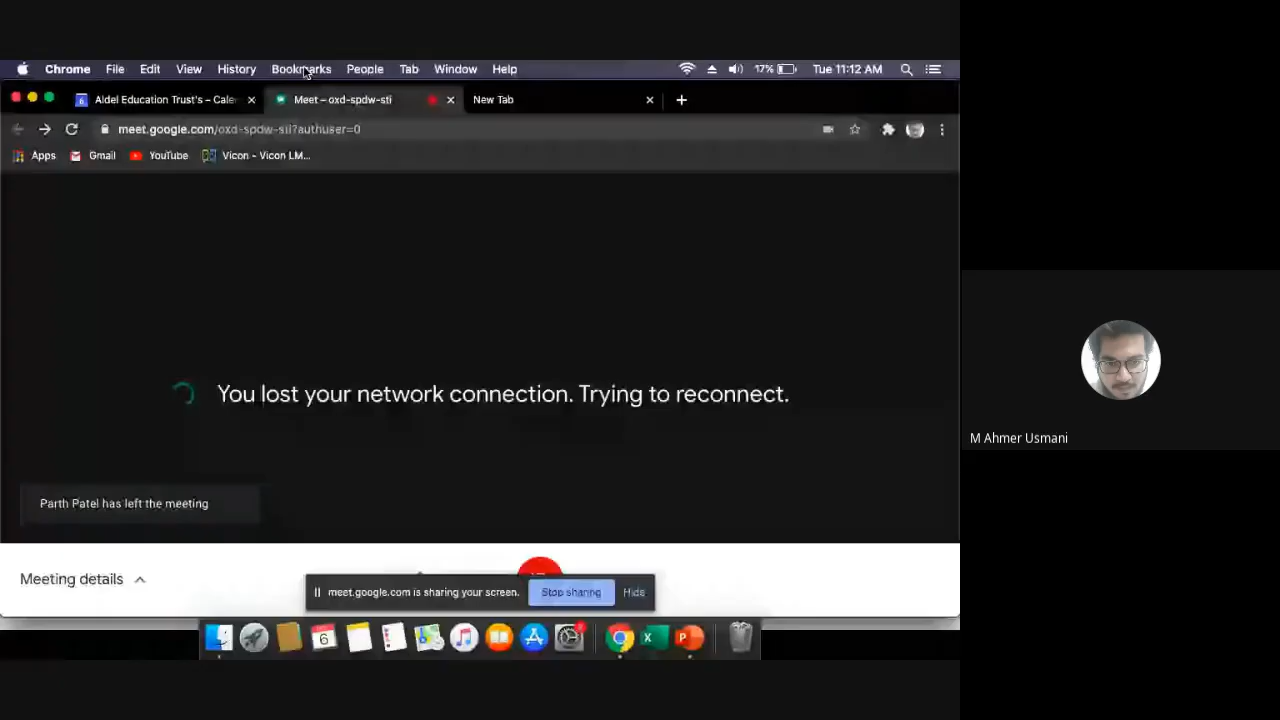 Chrome File Edit View History Bookmarks People Tab Window Help 17% Tue 11:12 AM
Aldel Education Trust's – Cale Meet – oxd-spdw-sti New Tab
meet.google.com/oxd-spdw-sti?authuser=0
Apps Gmail YouTube Vicon - Vicon LM...
You lost your network connection. Trying to reconnect.
M Ahmer Usmani
Parth Patel has left the meeting
Meeting details
meet.google.com is sharing your screen. Stop sharing Hide
6